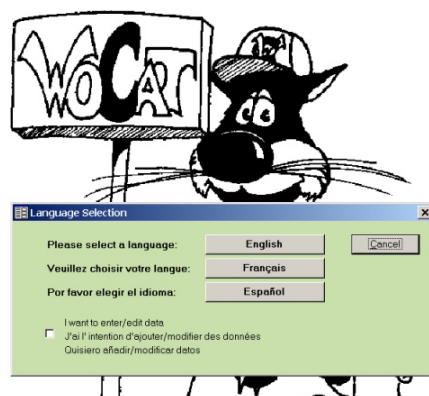 WOCAT
Language Selection
Please select a language:
English
Cancel
Veuillez choisir votre langue:
Français
Por favor elegir el idioma:
Español
I want to enter/edit data
J'ai l' intention d'ajouter/modifier des données
Quisiero añadir/modificar datos